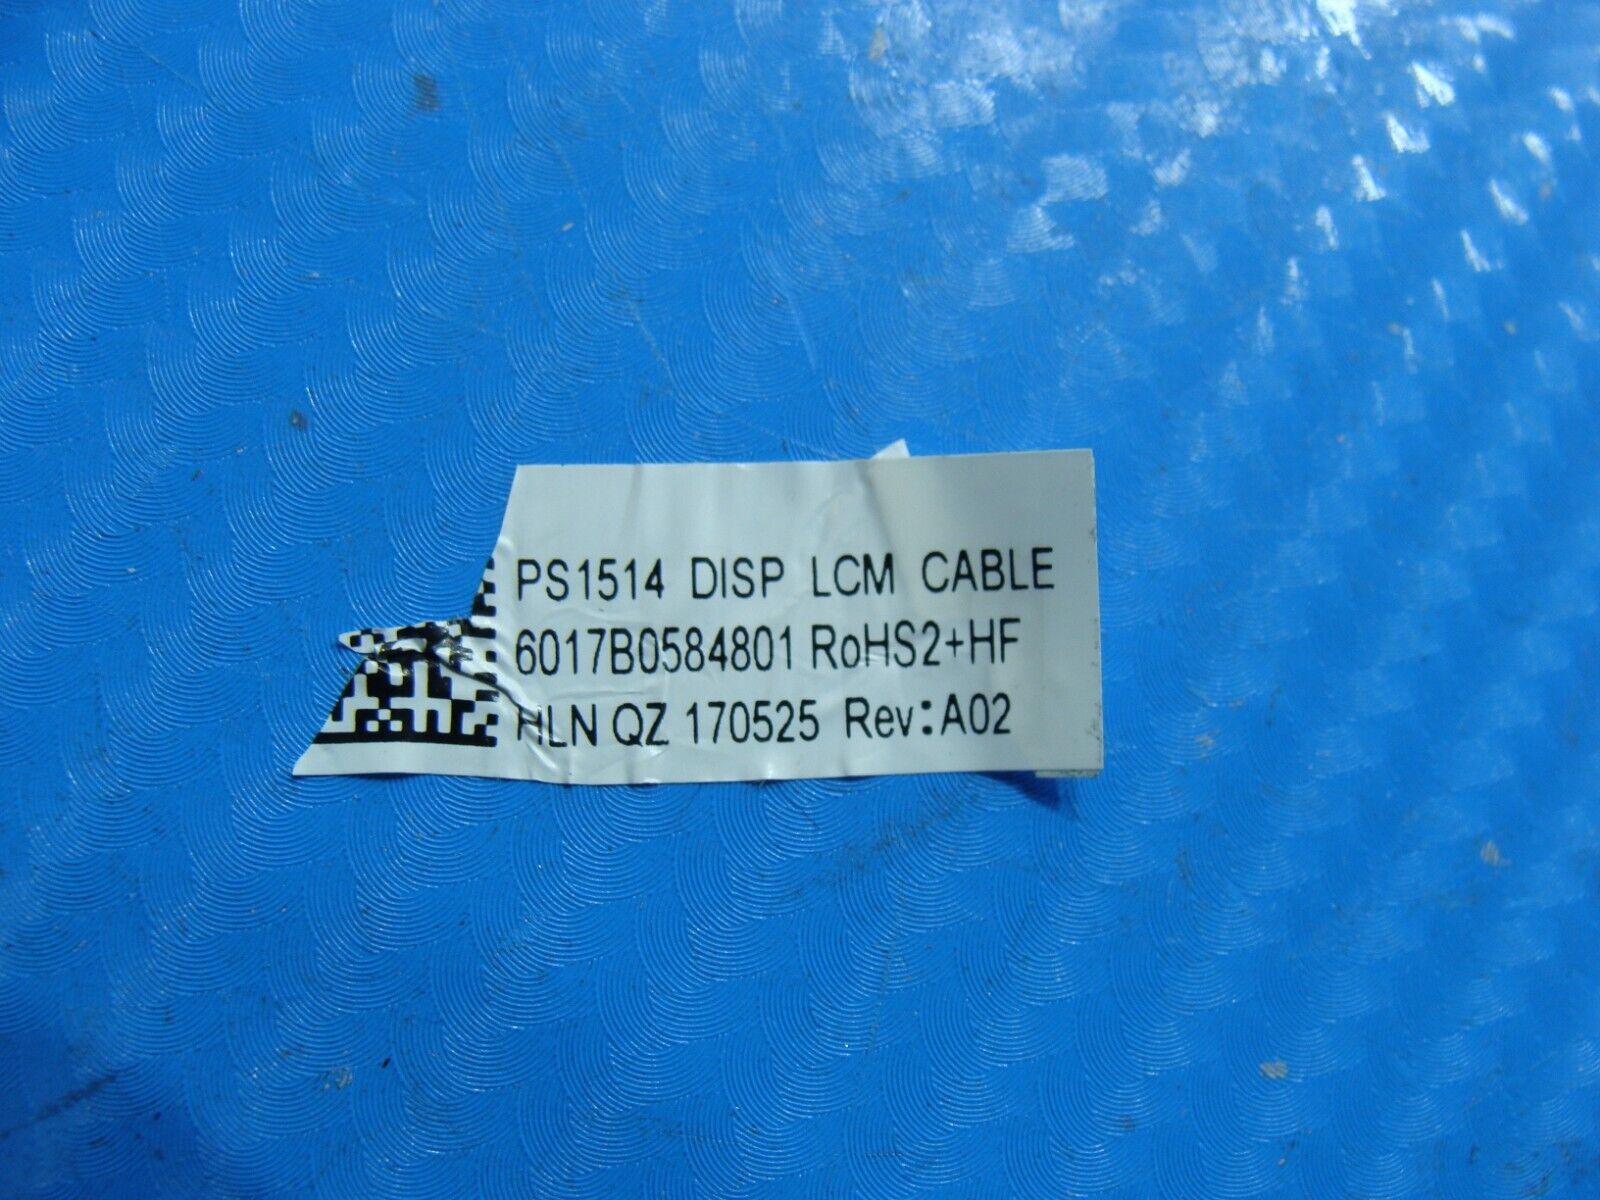 PS1514 DISP LCM CABLE
6017B0584801 RoHS2+HF
HLN QZ 170525 Rev:A02